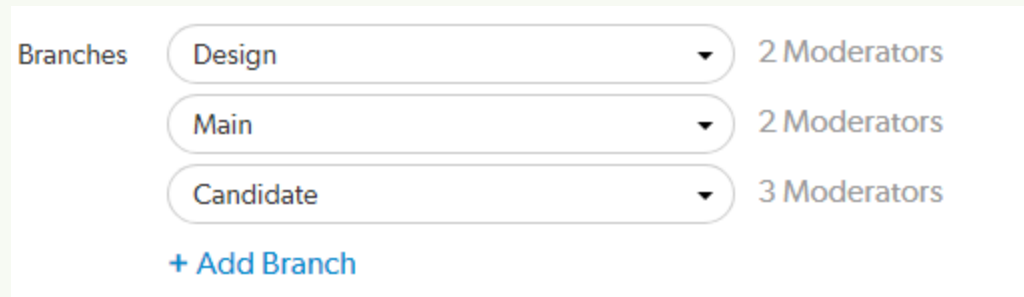 Branches Design 2 Moderators
Main 2 Moderators
Candidate 3 Moderators
+ Add Branch